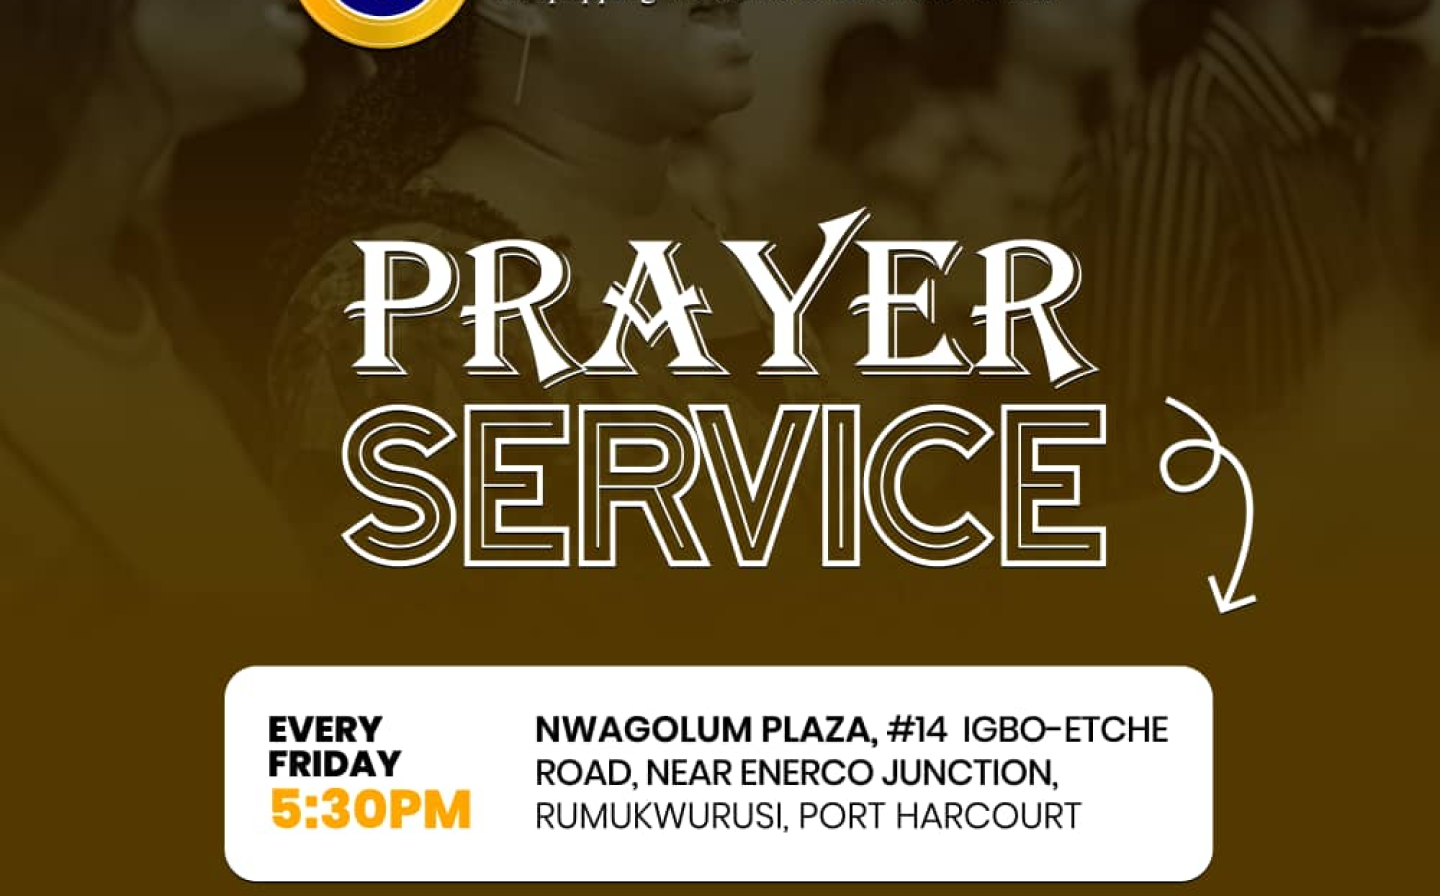 PRAYER
SERVICE
EVERY
FRIDAY
5:30PM
NWAGOLUM PLAZA, #14 IGBO-ETCHE
ROAD, NEAR ENERCO JUNCTION,
RUMUKWURUSI, PORT HARCOURT